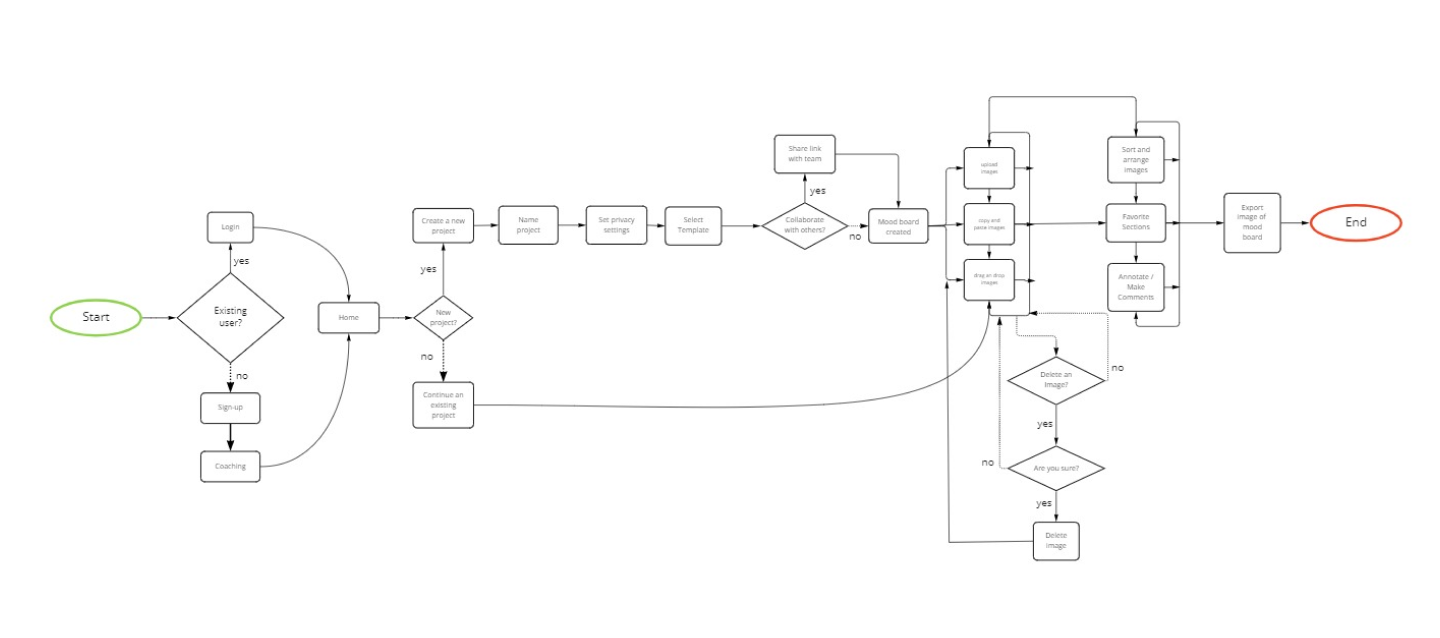 Start
Existing
user?
yes
Login
no
Sign-up
Coaching
Home
New
project?
yes
Create a new
project
no
Continue an
existing
project
Name
project
Set privacy
settings
Select
Template
Collaborate
with others?
yes
Share link
with team
no
Mood board
created
upload
images
copy and
paste images
drag an drop
images
Delete an
Image?
no
yes
Are you sure?
no
yes
Delete
image
Sort and
arrange
images
Favorite
Sections
Annotate /
Make
Comments
Export
image of
mood
board
End